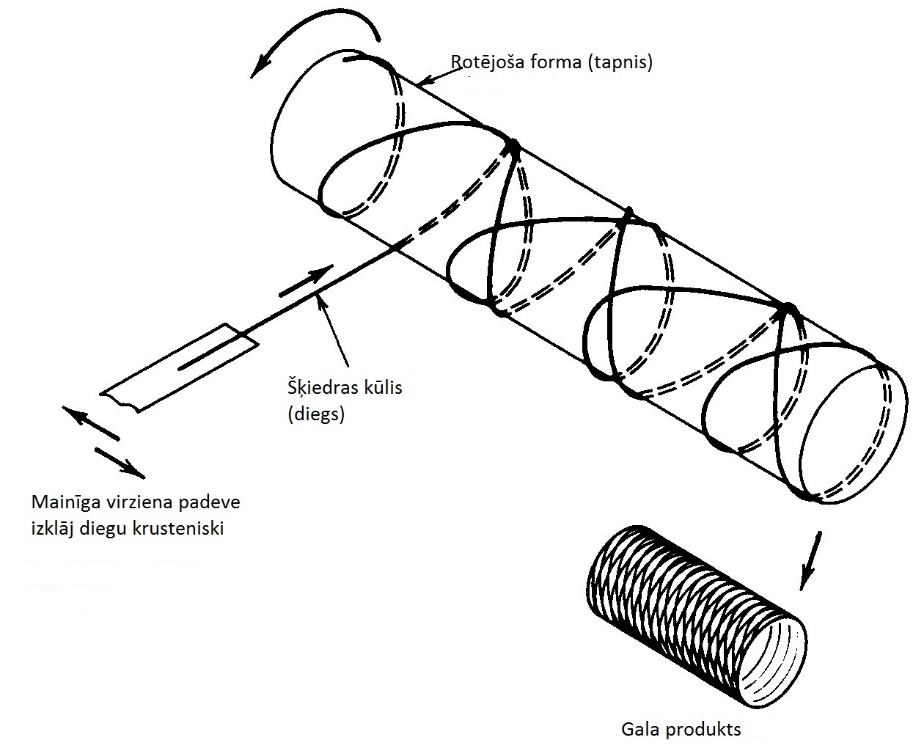 Rotējoša forma (tapnis)
Šķiedras kūlis
(diegs)
Mainīga virziena padeve
izklāj diegu krusteniski
Gala produkts